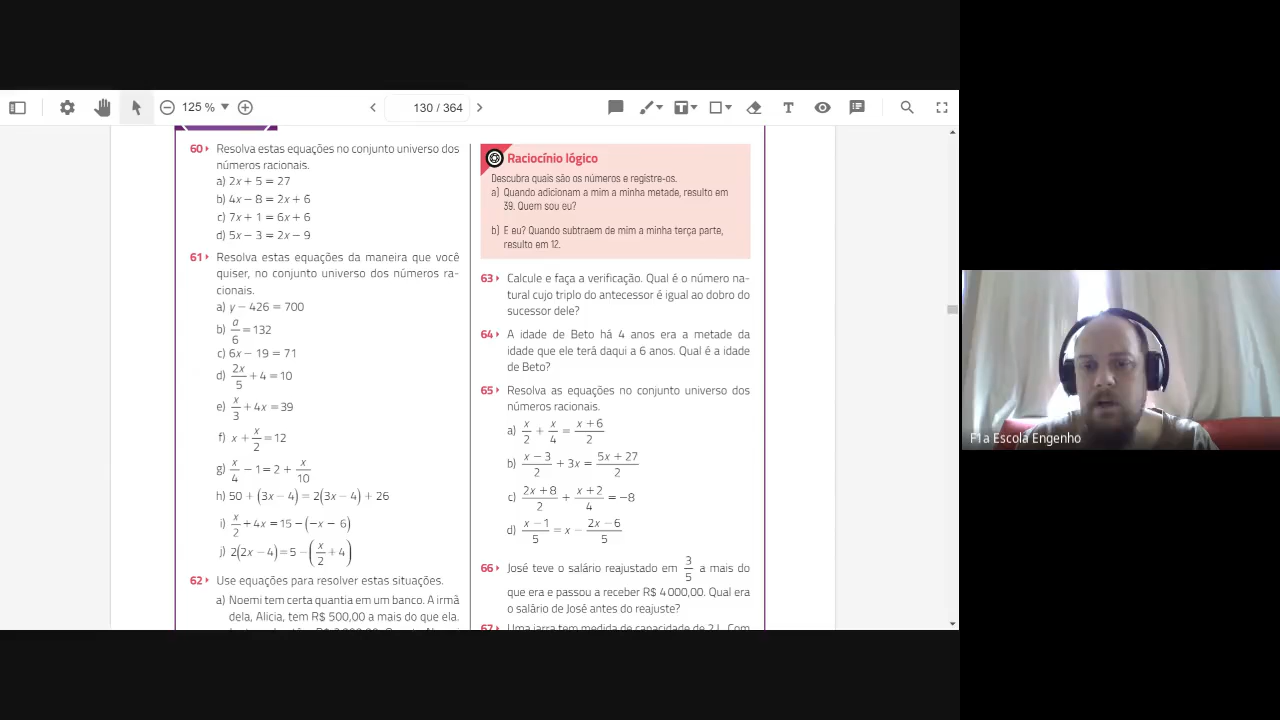 125 %
130 / 364
60 Resolva estas equações no conjunto universo dos
números racionais.
a) 2x + 5 = 27
b) 4x – 8 = 2x + 6
c) 7x + 1 = 6x + 6
d) 5x – 3 = 2x – 9
61 Resolva estas equações da maneira que você
quiser, no conjunto universo dos números ra-
cionais.
a) y – 426 = 700
b) a/6 = 132
c) 6x – 19 = 71
d) 2x/5 + 4 = 10
e) x/3 + 4x = 39
f) x + x/2 = 12
g) x/4 – 1 = 2 + x/10
h) 50 + (3x – 4) = 2(3x – 4) + 26
i) x/2 + 4x = 15 – (–x – 6)
j) 2(2x – 4) = 5 – (x/2 + 4)
62 Use equações para resolver estas situações.
a) Noemi tem certa quantia em um banco. A irmã
dela, Alicia, tem R$ 500,00 a mais do que ela.
Raciocínio lógico
Descubra quais são os números e registre-os.
a) Quando adicionam a mim a minha metade, resulto em
39. Quem sou eu?
b) E eu? Quando subtraem de mim a minha terça parte,
resulto em 12.
63 Calcule e faça a verificação. Qual é o número na-
tural cujo triplo do antecessor é igual ao dobro do
sucessor dele?
64 A idade de Beto há 4 anos era a metade da
idade que ele terá daqui a 6 anos. Qual é a idade
de Beto?
65 Resolva as equações no conjunto universo dos
números racionais.
a) x/2 + x/4 = (x + 6)/2
b) (x – 3)/2 + 3x = (5x + 27)/2
c) (2x + 8)/2 + (x + 2)/4 = –8
d) (x – 1)/5 = x – (2x – 6)/5
66 José teve o salário reajustado em 3/5 a mais do
que era e passou a receber R$ 4 000,00. Qual era
o salário de José antes do reajuste?
67 Uma jarra tem medida de capacidade de 2 L. Com
F1a Escola Engenho